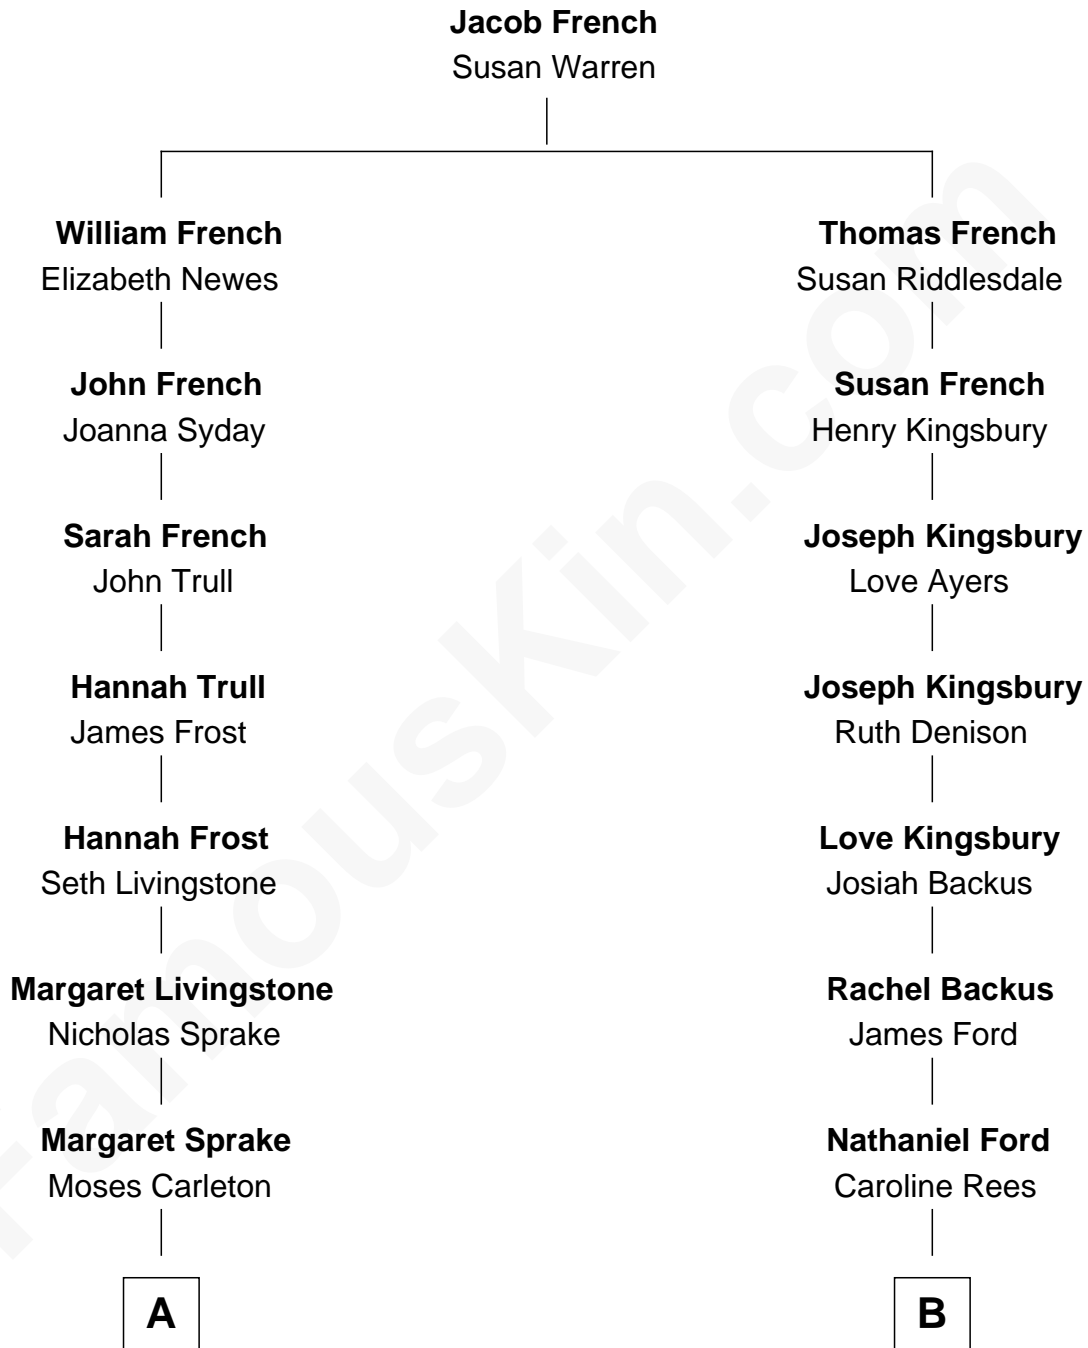 Jacob French
Susan Warren
William French
Elizabeth Newes
Thomas French
Susan Riddlesdale
John French
Joanna Syday
Susan French
Henry Kingsbury
Sarah French
John Trull
Joseph Kingsbury
Love Ayers
Hannah Trull
James Frost
Joseph Kingsbury
Ruth Denison
Hannah Frost
Seth Livingstone
Love Kingsbury
Josiah Backus
Margaret Livingstone
Nicholas Sprake
Rachel Backus
James Ford
Margaret Sprake
Moses Carleton
Nathaniel Ford
Caroline Rees
A
B
FamousKin.com